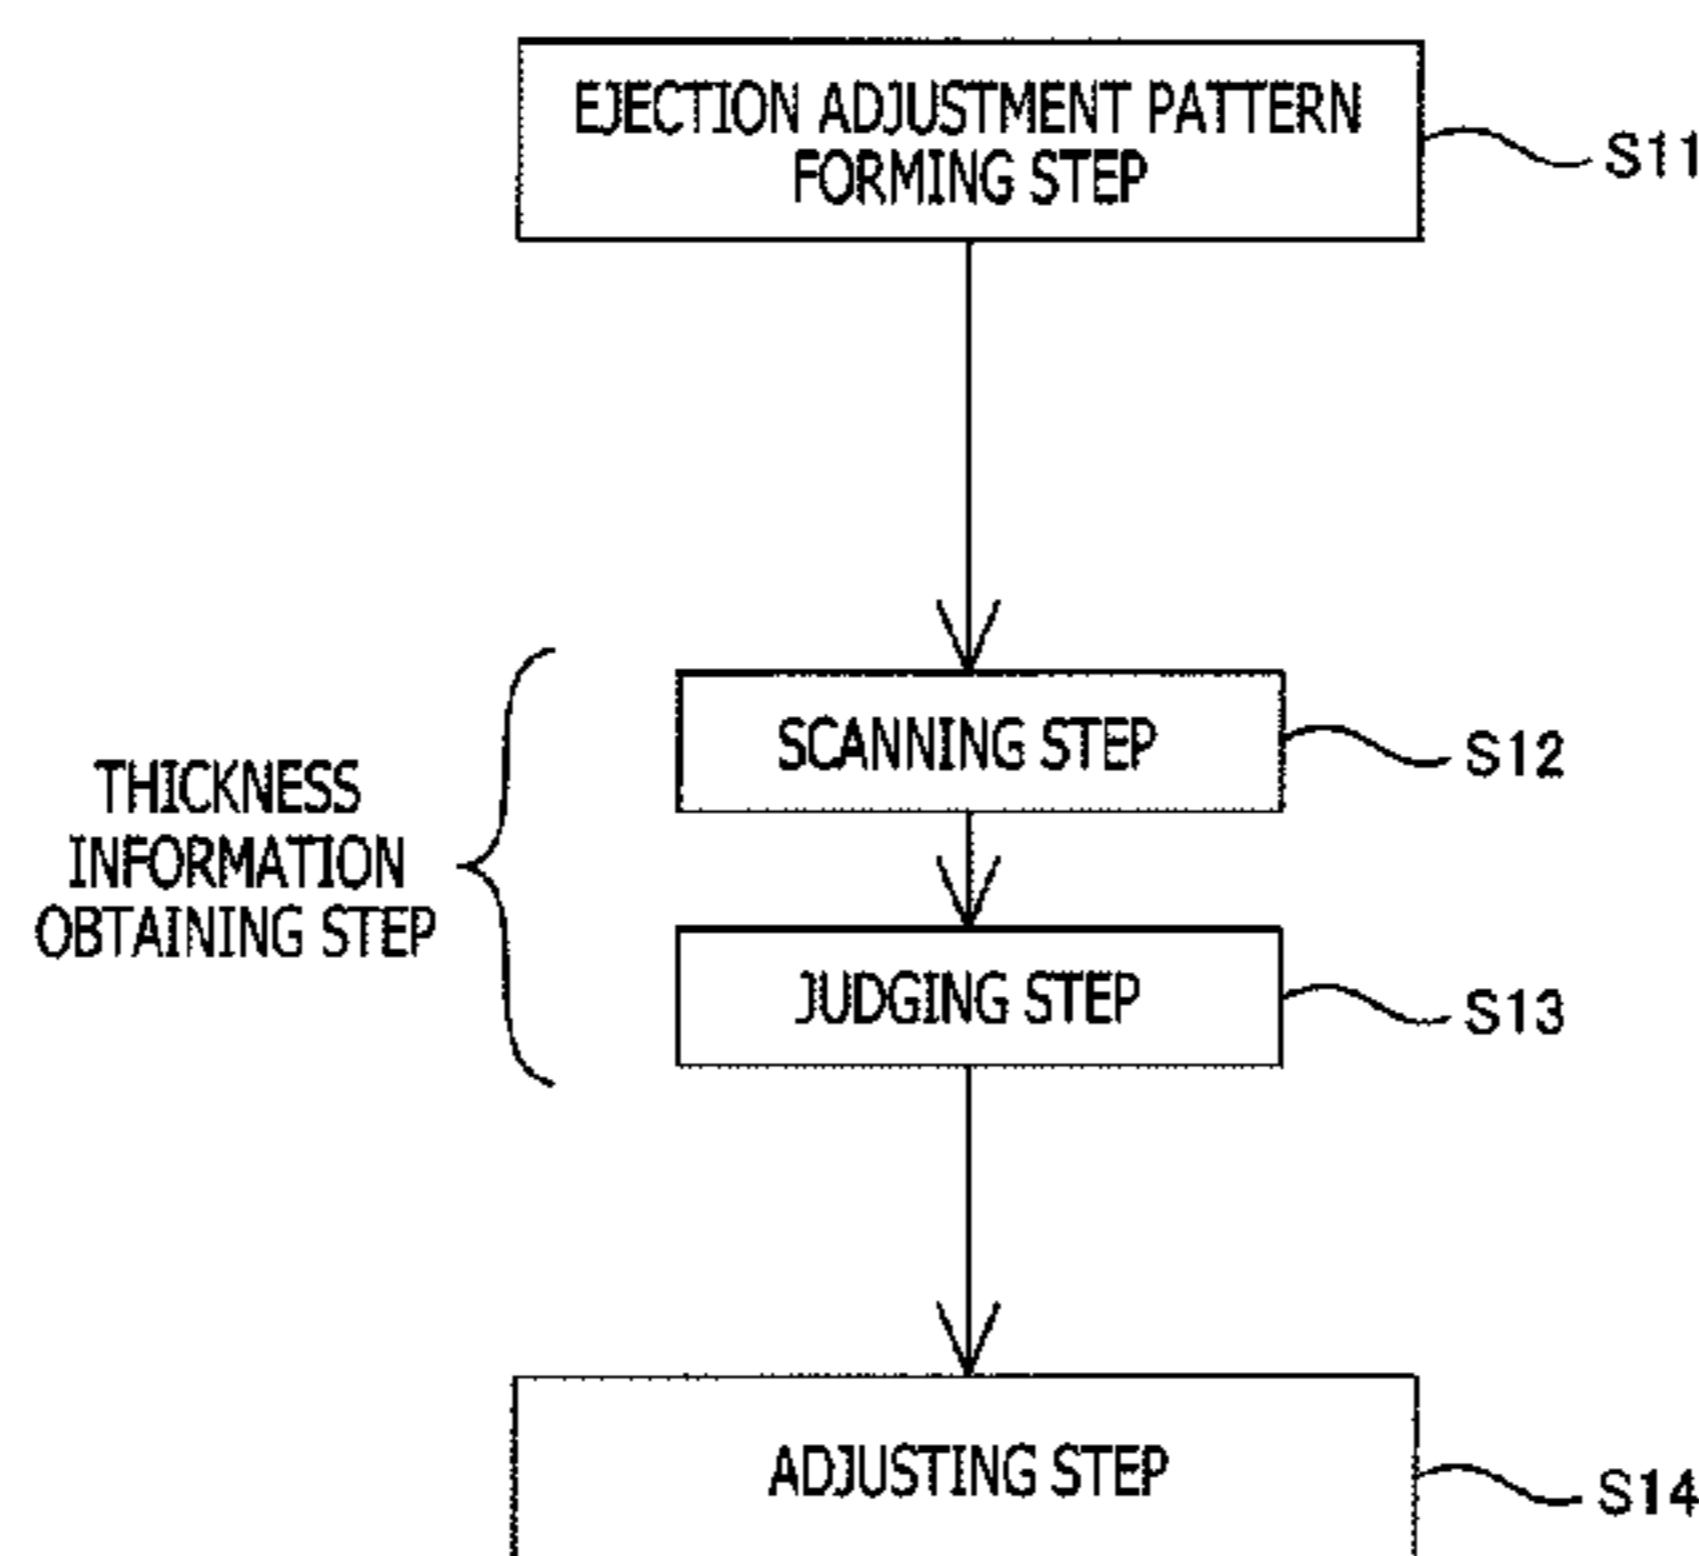 EJECTION ADJUSTMENT PATTERN
FORMING STEP
S11
SCANNING STEP
S12
THICKNESS
INFORMATION
OBTAINING STEP
JUDGING STEP
S13
ADJUSTING STEP
S14